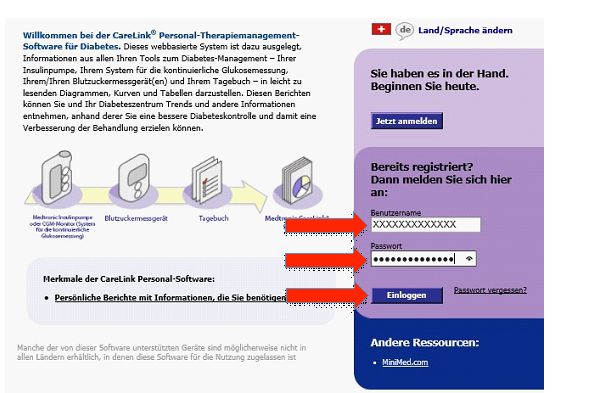 Willkommen bei der CareLink® Personal-Therapiemanagement-
Software für Diabetes. Dieses webbasierte System ist dazu ausgelegt,
Informationen aus allen Ihren Tools zum Diabetes-Management – Ihrer
Insulinpumpe, Ihrem System für die kontinuierliche Glukosemessung,
Ihrem/Ihren Blutzuckermessgerät(en) und Ihrem Tagebuch – in leicht zu
lesenden Diagrammen, Kurven und Tabellen darzustellen. Diesen Berichten
können Sie und Ihr Diabeteszentrum Trends und andere Informationen
entnehmen, anhand derer Sie eine bessere Diabeteskontrolle und damit eine
Verbesserung der Behandlung erzielen können.
Medtronic Insulinpumpe
oder CGM-Monitor (System
für die kontinuierliche
Glukosemessung)
Blutzuckermessgerät
Tagebuch
Medtronic
Merkmale der CareLink Personal-Software:
• Persönliche Berichte mit Informationen, die Sie benötigen
Manche der von dieser Software unterstützten Geräte sind möglicherweise nicht in
allen Ländern erhältlich, in denen diese Software für die Nutzung zugelassen ist
de Land/Sprache ändern
Sie haben es in der Hand.
Beginnen Sie heute.
Jetzt anmelden
Bereits registriert?
Dann melden Sie sich hier
an:
Benutzername
XXXXXXXXXXXXX
Passwort
●●●●●●●●●●●●●●
Einloggen
Passwort vergessen?
Andere Ressourcen:
• MiniMed.com